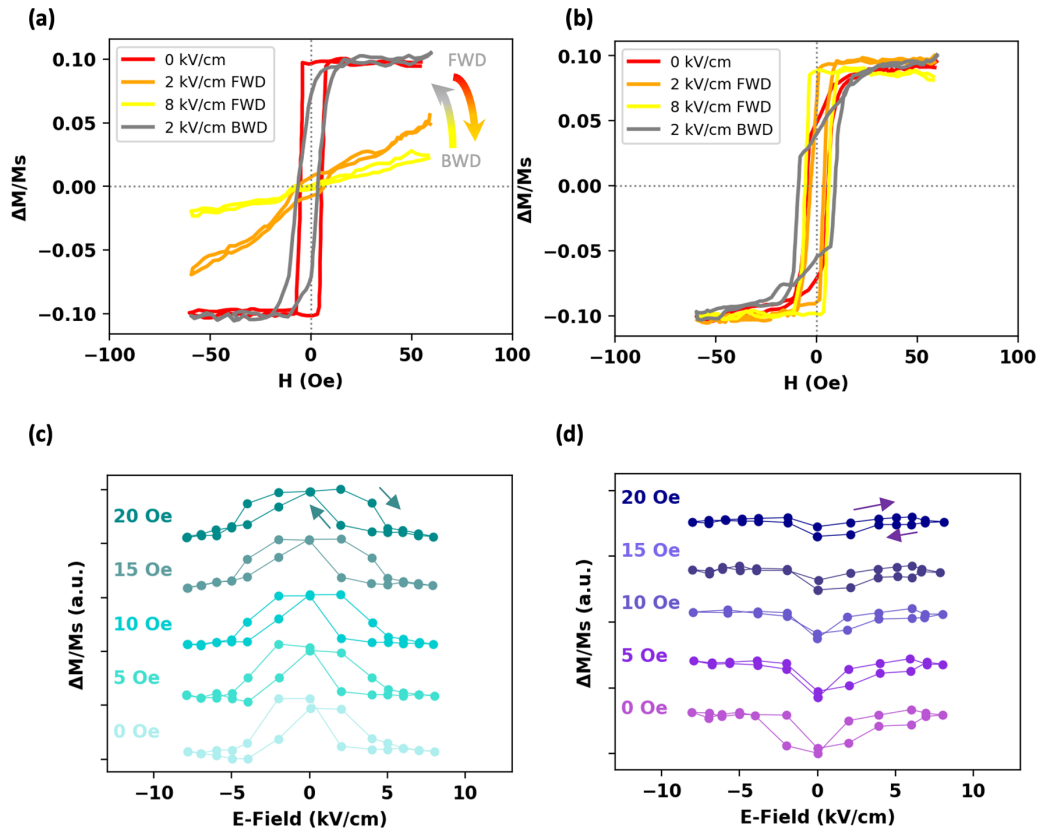 (a)
0.10
0.05
0.00
−0.05
−0.10
ΔM/Ms
0 kV/cm
2 kV/cm FWD
8 kV/cm FWD
2 kV/cm BWD
FWD
BWD
−100
−50
0
50
100
H (Oe)
(b)
0.10
0.05
0.00
−0.05
−0.10
ΔM/Ms
0 kV/cm
2 kV/cm FWD
8 kV/cm FWD
2 kV/cm BWD
−100
−50
0
50
100
H (Oe)
(c)
ΔM/Ms (a.u.)
20 Oe
15 Oe
10 Oe
5 Oe
0 Oe
−10
−5
0
5
10
E-Field (kV/cm)
(d)
ΔM/Ms (a.u.)
20 Oe
15 Oe
10 Oe
5 Oe
0 Oe
−10
−5
0
5
10
E-Field (kV/cm)